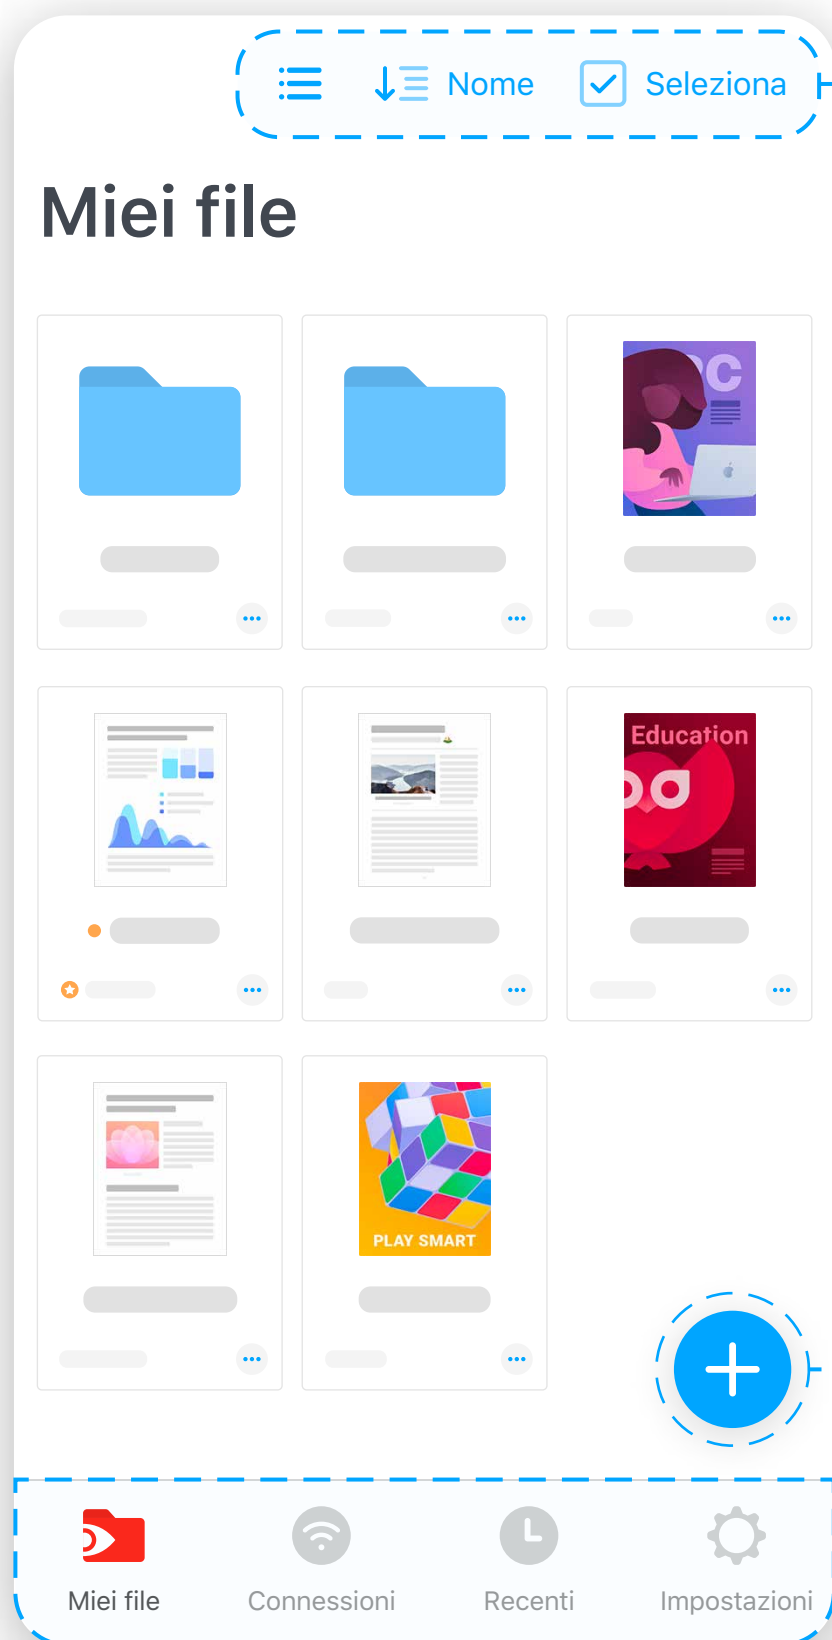 Nome
Seleziona
Miei file
Education
PLAY SMART
Miei file
Connessioni
Recenti
Impostazioni